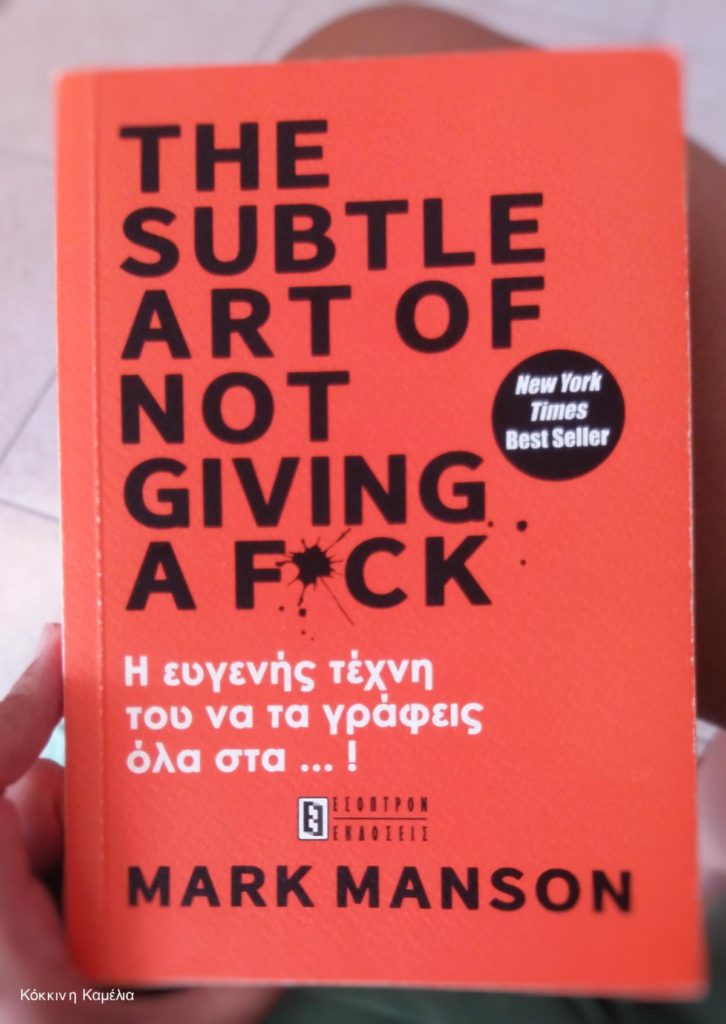 THE
SUBTLE
ART OF
NOT
GIVING
A F*CK
New York
Times
Best Seller
Η ευγενής τέχνη
του να τα γράφεις
όλα στα ... !
ΕΣΟΠΤΡΟΝ
ΕΚΔΟΣΕΙΣ
MARK MANSON
Κόκκινη Καμέλια